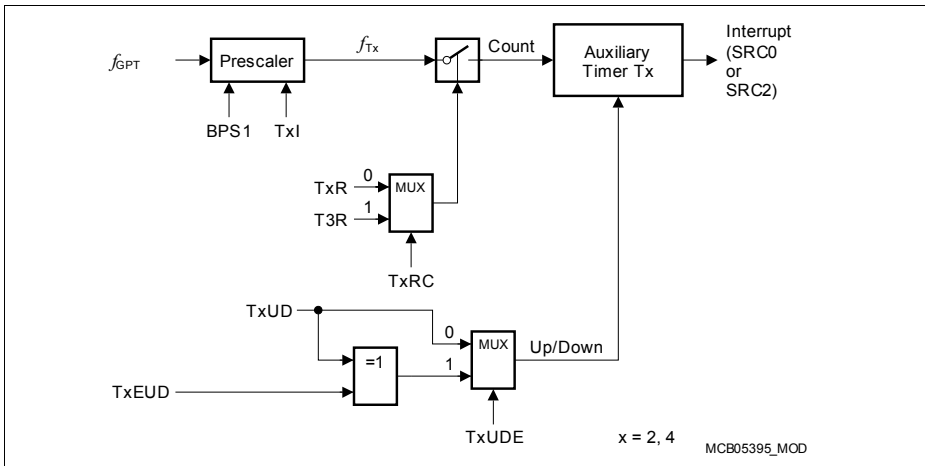 fGPT
Prescaler
fTx
Count
Auxiliary
Timer Tx
Interrupt
(SRC0
or
SRC2)
BPS1
TxI
TxR
0
MUX
T3R
1
TxRC
TxUD
0
MUX
Up/Down
=1
1
TxEUD
TxUDE
x = 2, 4
MCB05395_MOD